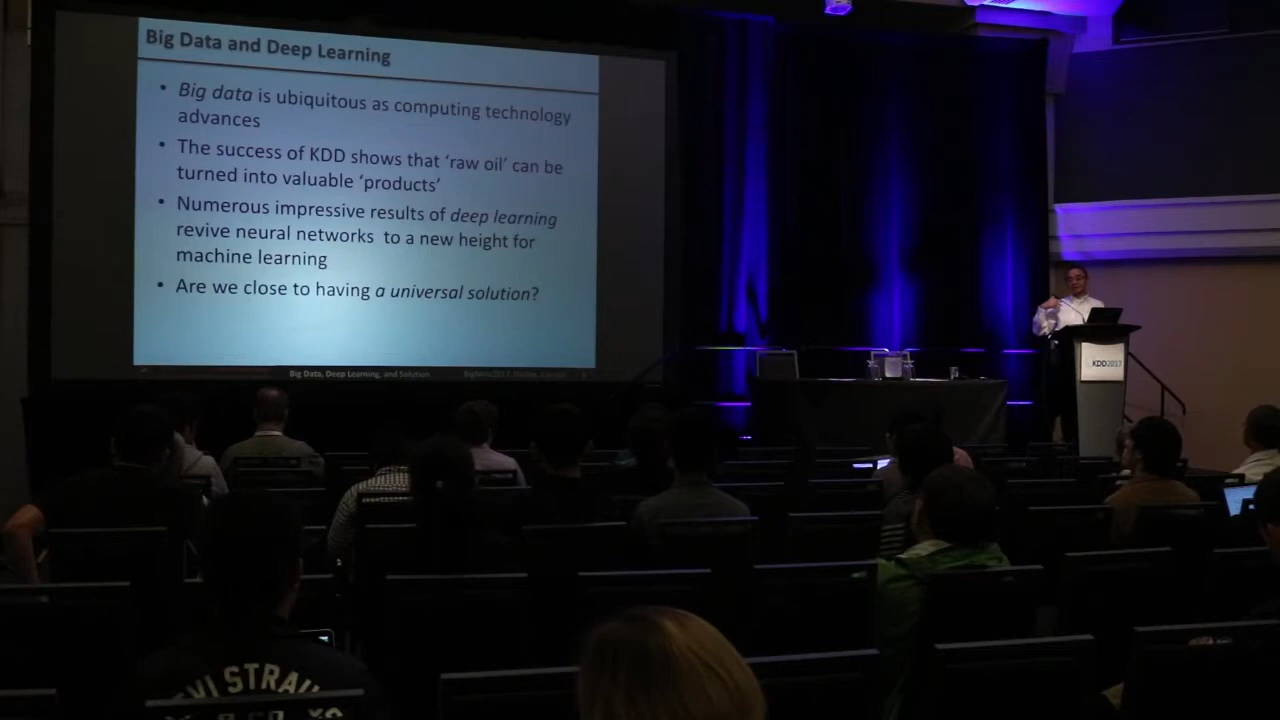 Big Data and Deep Learning
• Big data is ubiquitous as computing technology
advances
• The success of KDD shows that ‘raw oil’ can be
turned into valuable ‘products’
• Numerous impressive results of deep learning
revive neural networks to a new height for
machine learning
• Are we close to having a universal solution?
Big Data, Deep Learning, and Solution
KDD2017